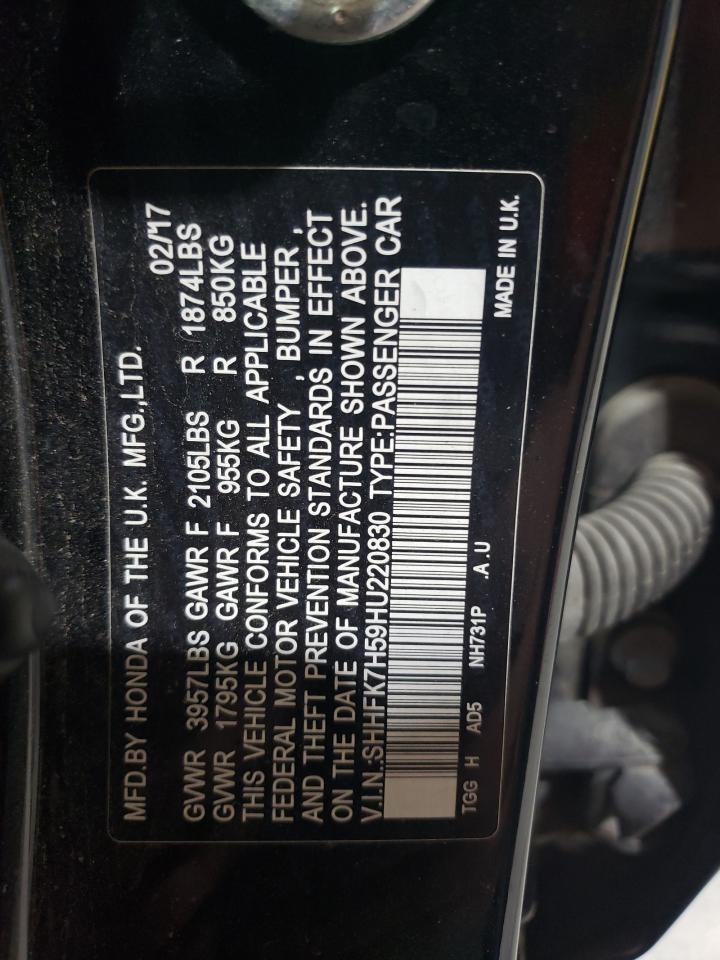 MFD.BY HONDA OF THE U.K. MFG.,LTD. 02/17
GVWR 3957LBS GAWR F 2105LBS R 1874LBS
GVWR 1795KG GAWR F 955KG R 850KG
THIS VEHICLE CONFORMS TO ALL APPLICABLE
FEDERAL MOTOR VEHICLE SAFETY , BUMPER ,
AND THEFT PREVENTION STANDARDS IN EFFECT
ON THE DATE OF MANUFACTURE SHOWN ABOVE.
V.I.N.:SHHFK7H59HU220830 TYPE:PASSENGER CAR
TGG H AD5 NH731P .A.U MADE IN U.K.